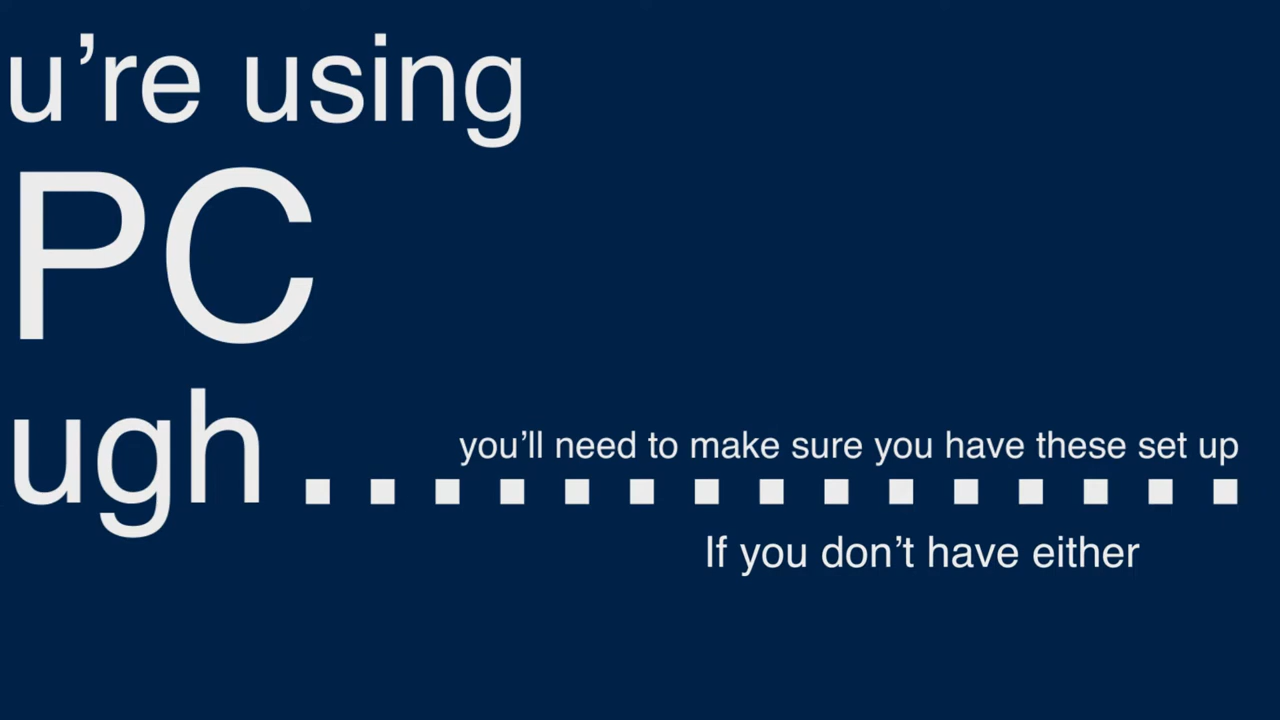 u’re using
PC
ugh...............
you’ll need to make sure you have these set up
If you don’t have either